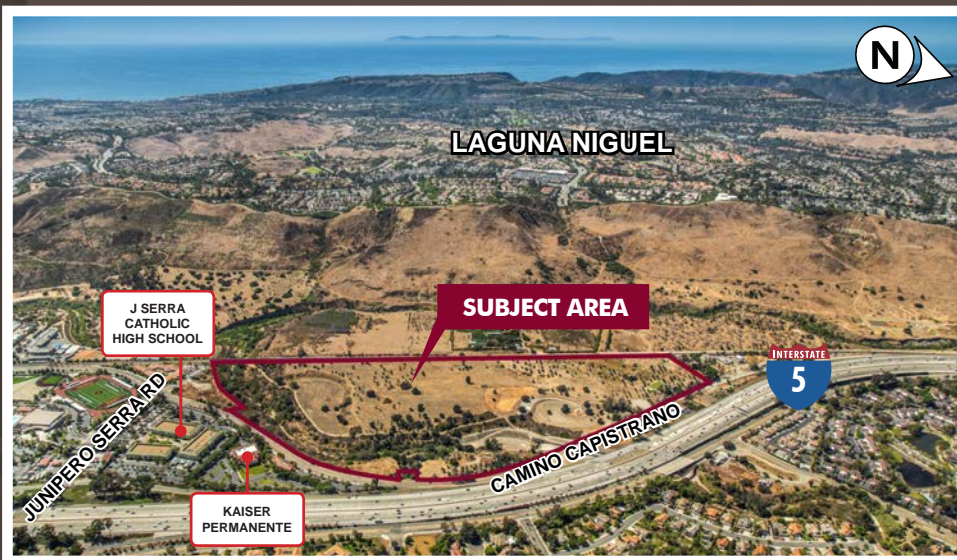 N
LAGUNA NIGUEL
SUBJECT AREA
J SERRA
CATHOLIC
HIGH SCHOOL
INTERSTATE
5
JUNIPERO SERRA RD
CAMINO CAPISTRANO
KAISER
PERMANENTE